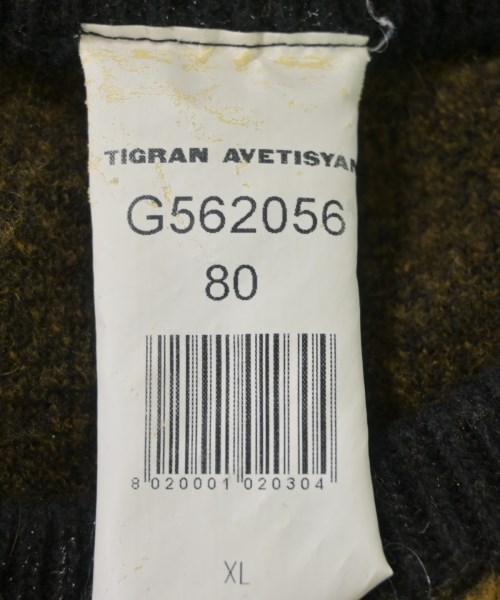 TIGRAN AVETISYAN
G562056
80
8 020001 020304
XL